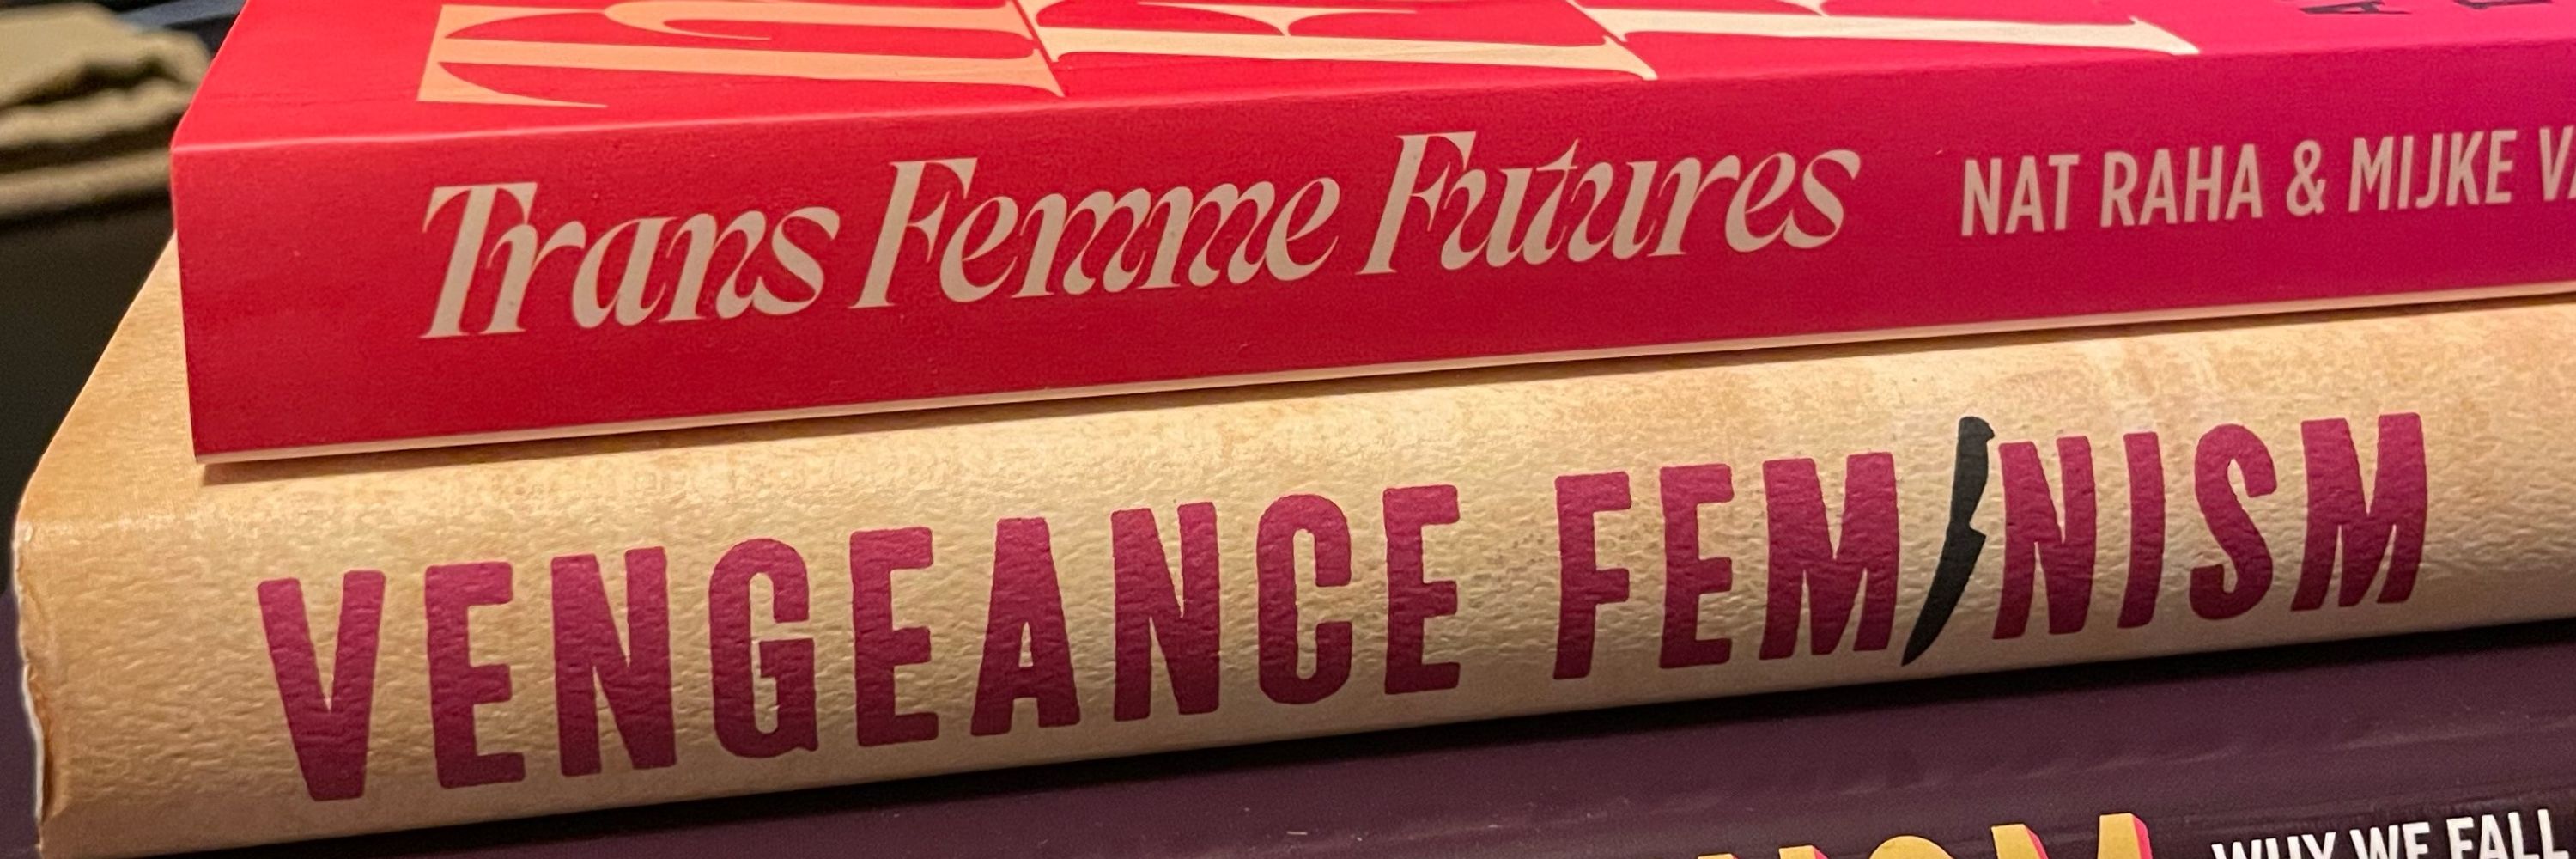 Trans Femme Futures NAT RAHA & MIJKE
VENGEANCE FEMINISM
WHY WE FALL